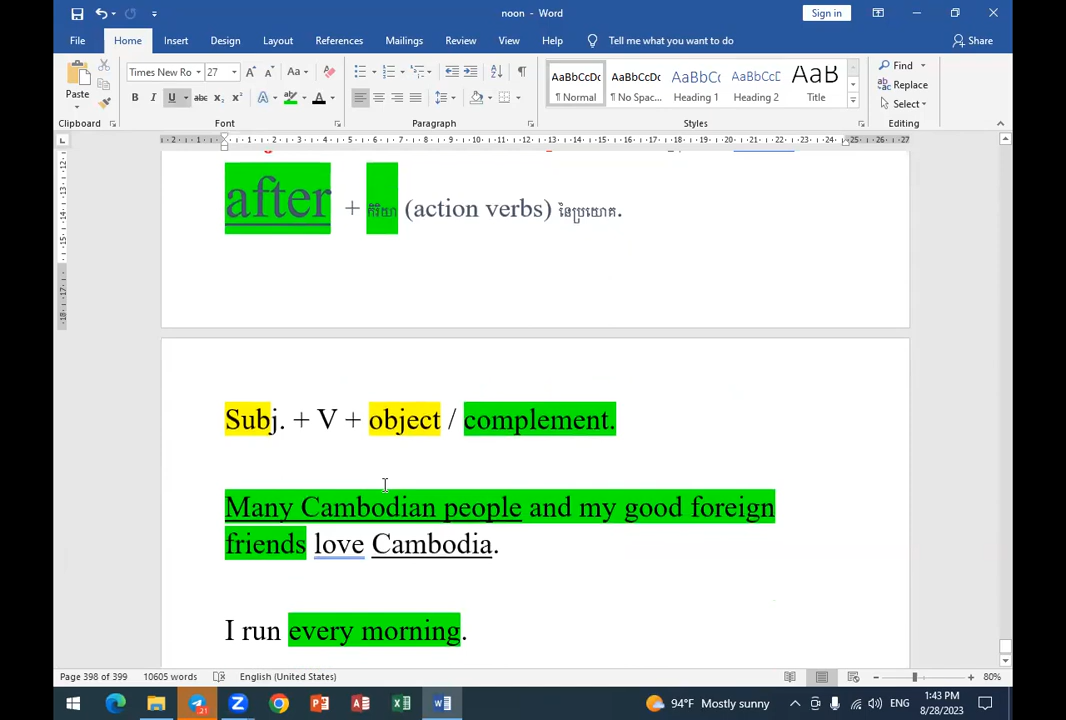 noon - Word
Sign in
File Home Insert Design Layout References Mailings Review View Help Tell me what you want to do Share
Paste
Times New Ro 27
Aa
AaBbCcDc AaBbCcDc AaBbCc AaBbCcD AaB
¶ Normal ¶ No Spac... Heading 1 Heading 2 Title
Find
Replace
Select
Clipboard Font Paragraph Styles Editing
after + កិរិយា (action verbs) នៃប្រយោគ.
Subj. + V + object / complement.
Many Cambodian people and my good foreign
friends love Cambodia.
I run every morning.
Page 398 of 399 10605 words English (United States) 80%
94°F Mostly sunny ENG
1:43 PM
8/28/2023